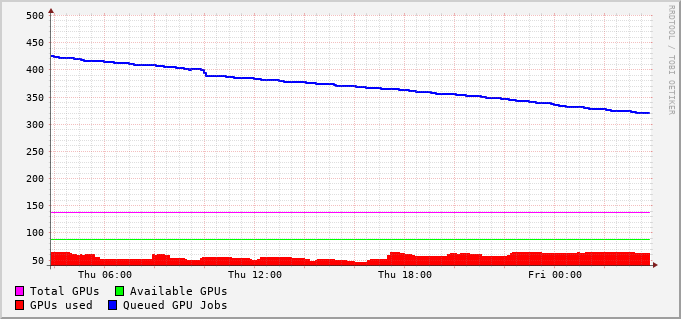 500
450
400
350
300
250
200
150
100
50
Thu 06:00 Thu 12:00 Thu 18:00 Fri 00:00
Total GPUs Available GPUs
GPUs used Queued GPU Jobs
RRDTOOL / TOBI OETIKER